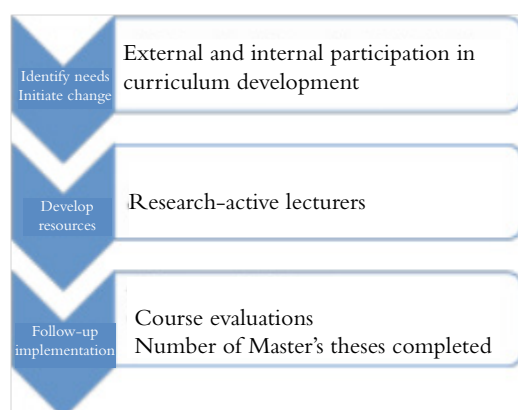 Identify needs
Initiate change
External and internal participation in
curriculum development
Develop
resources
Research-active lecturers
Follow-up
implementation
Course evaluations
Number of Master's theses completed